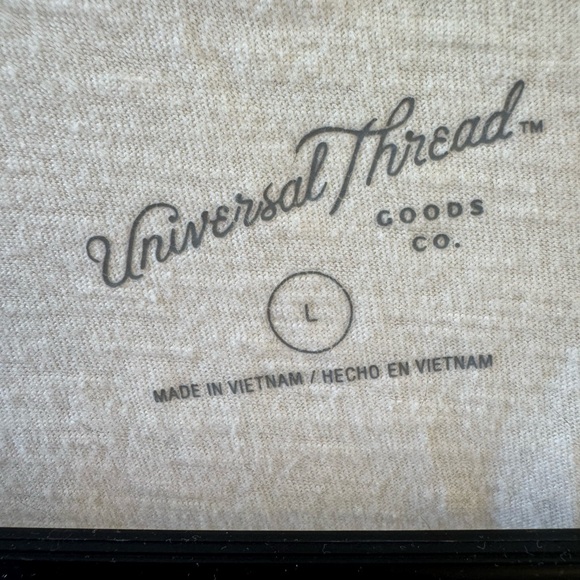 Universal Thread™
GOODS
CO.
L
MADE IN VIETNAM / HECHO EN VIETNAM